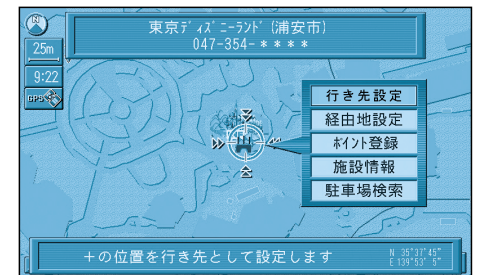 東京ディズニーランド (浦安市)
047-354-****
25m
9:22
GPS
行き先設定
経由地設定
ポイント登録
施設情報
駐車場検索
+の位置を行き先として設定します
N 35°37'45"
E 139°53' 5"